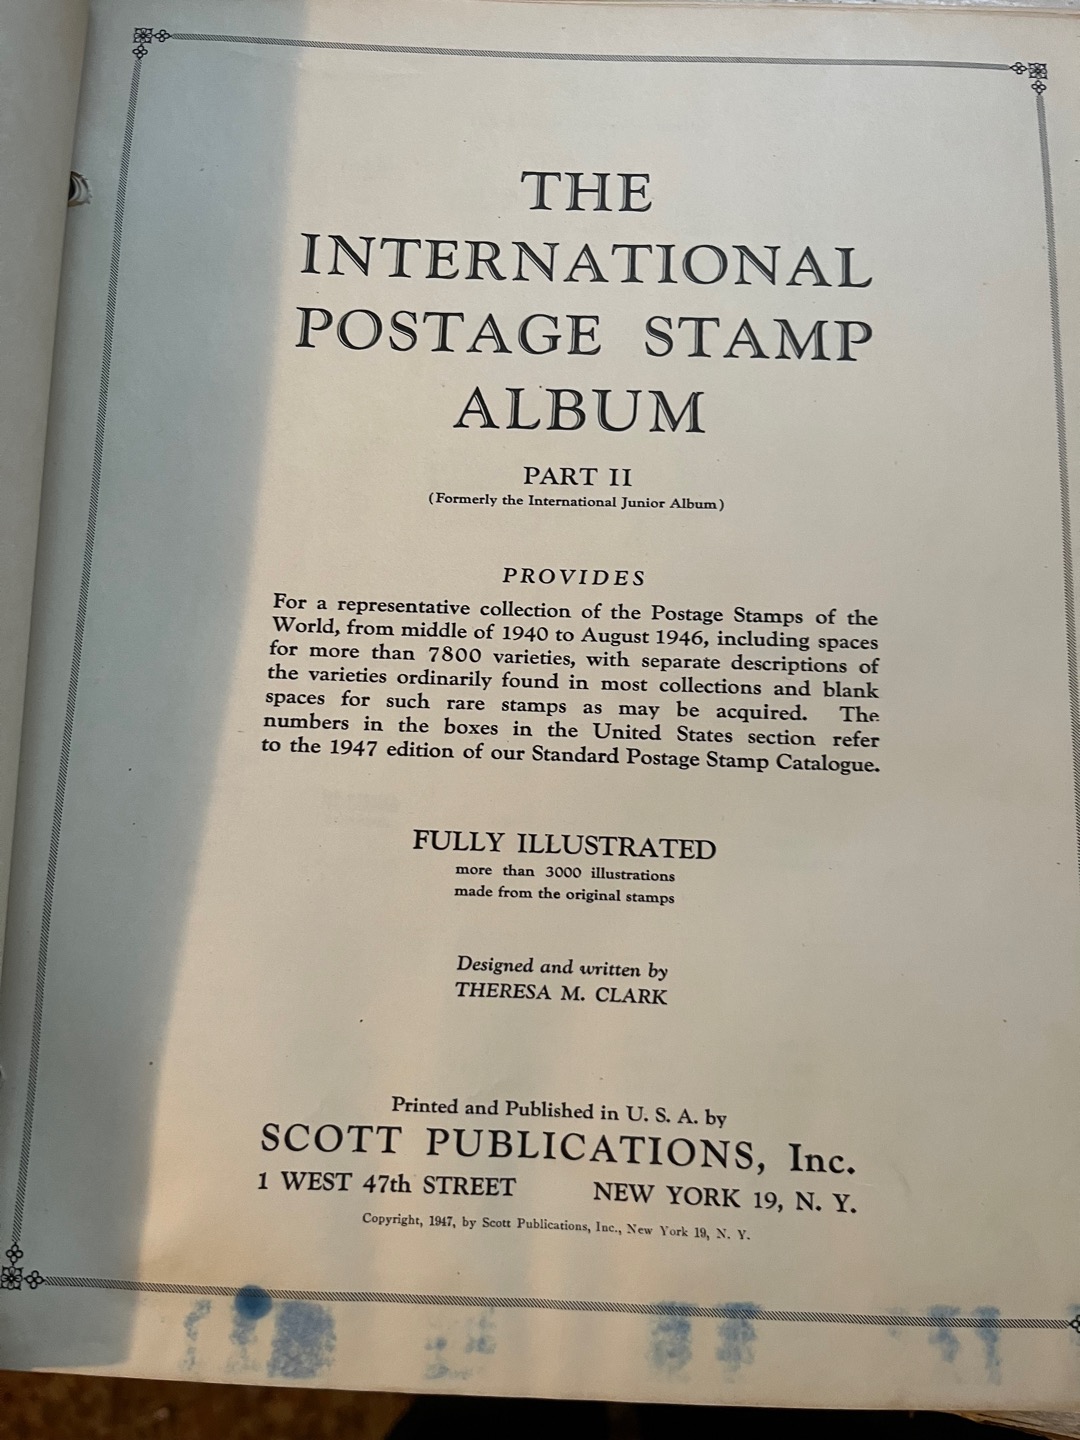 THE
INTERNATIONAL
POSTAGE STAMP
ALBUM
PART II
(Formerly the International Junior Album)
PROVIDES
For a representative collection of the Postage Stamps of the
World, from middle of 1940 to August 1946, including spaces
for more than 7800 varieties, with separate descriptions of
the varieties ordinarily found in most collections and blank
spaces for such rare stamps as may be acquired. The
numbers in the boxes in the United States section refer
to the 1947 edition of our Standard Postage Stamp Catalogue.
FULLY ILLUSTRATED
more than 3000 illustrations
made from the original stamps
Designed and written by
THERESA M. CLARK
Printed and Published in U. S. A. by
SCOTT PUBLICATIONS, Inc.
1 WEST 47th STREET NEW YORK 19, N. Y.
Copyright, 1947, by Scott Publications, Inc., New York 19, N. Y.